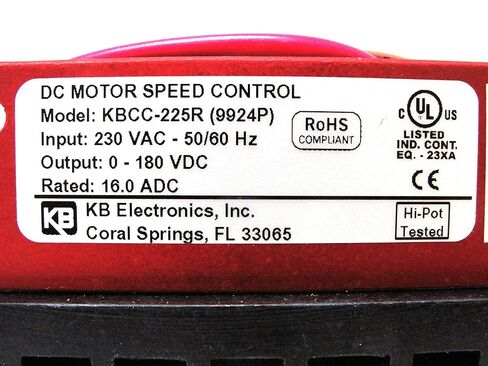 DC MOTOR SPEED CONTROL
Model: KBCC-225R (9924P)
Input: 230 VAC - 50/60 Hz
Output: 0 - 180 VDC
Rated: 16.0 ADC
KB
KB Electronics, Inc.
Coral Springs, FL 33065
RoHS
COMPLIANT
C UL US
LISTED
IND. CONT.
EQ. - 23XA
CE
Hi-Pot
Tested